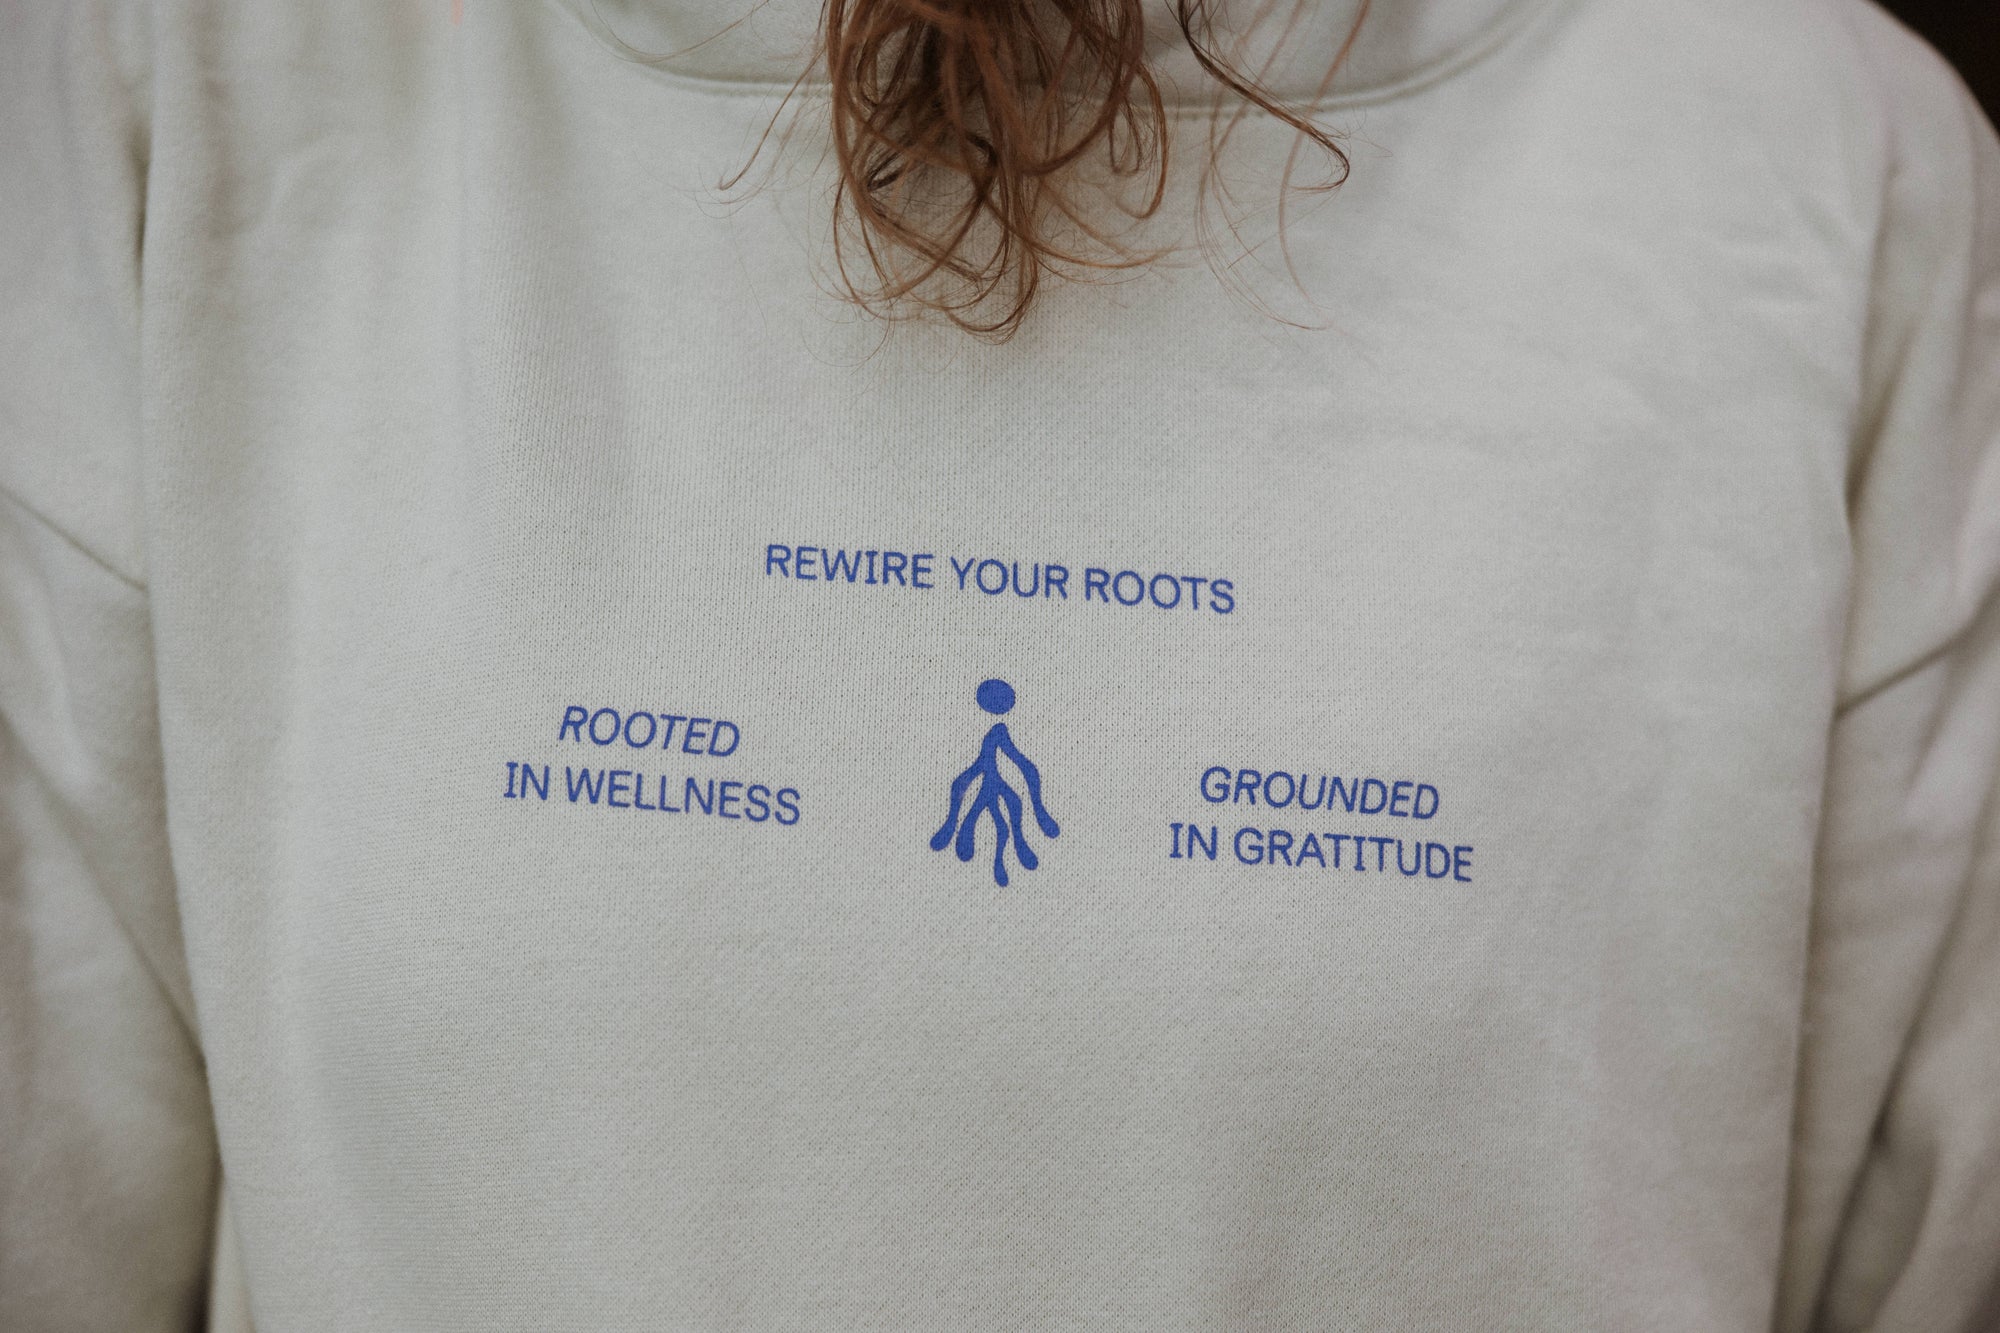 REWIRE YOUR ROOTS
ROOTED
IN WELLNESS
GROUNDED
IN GRATITUDE